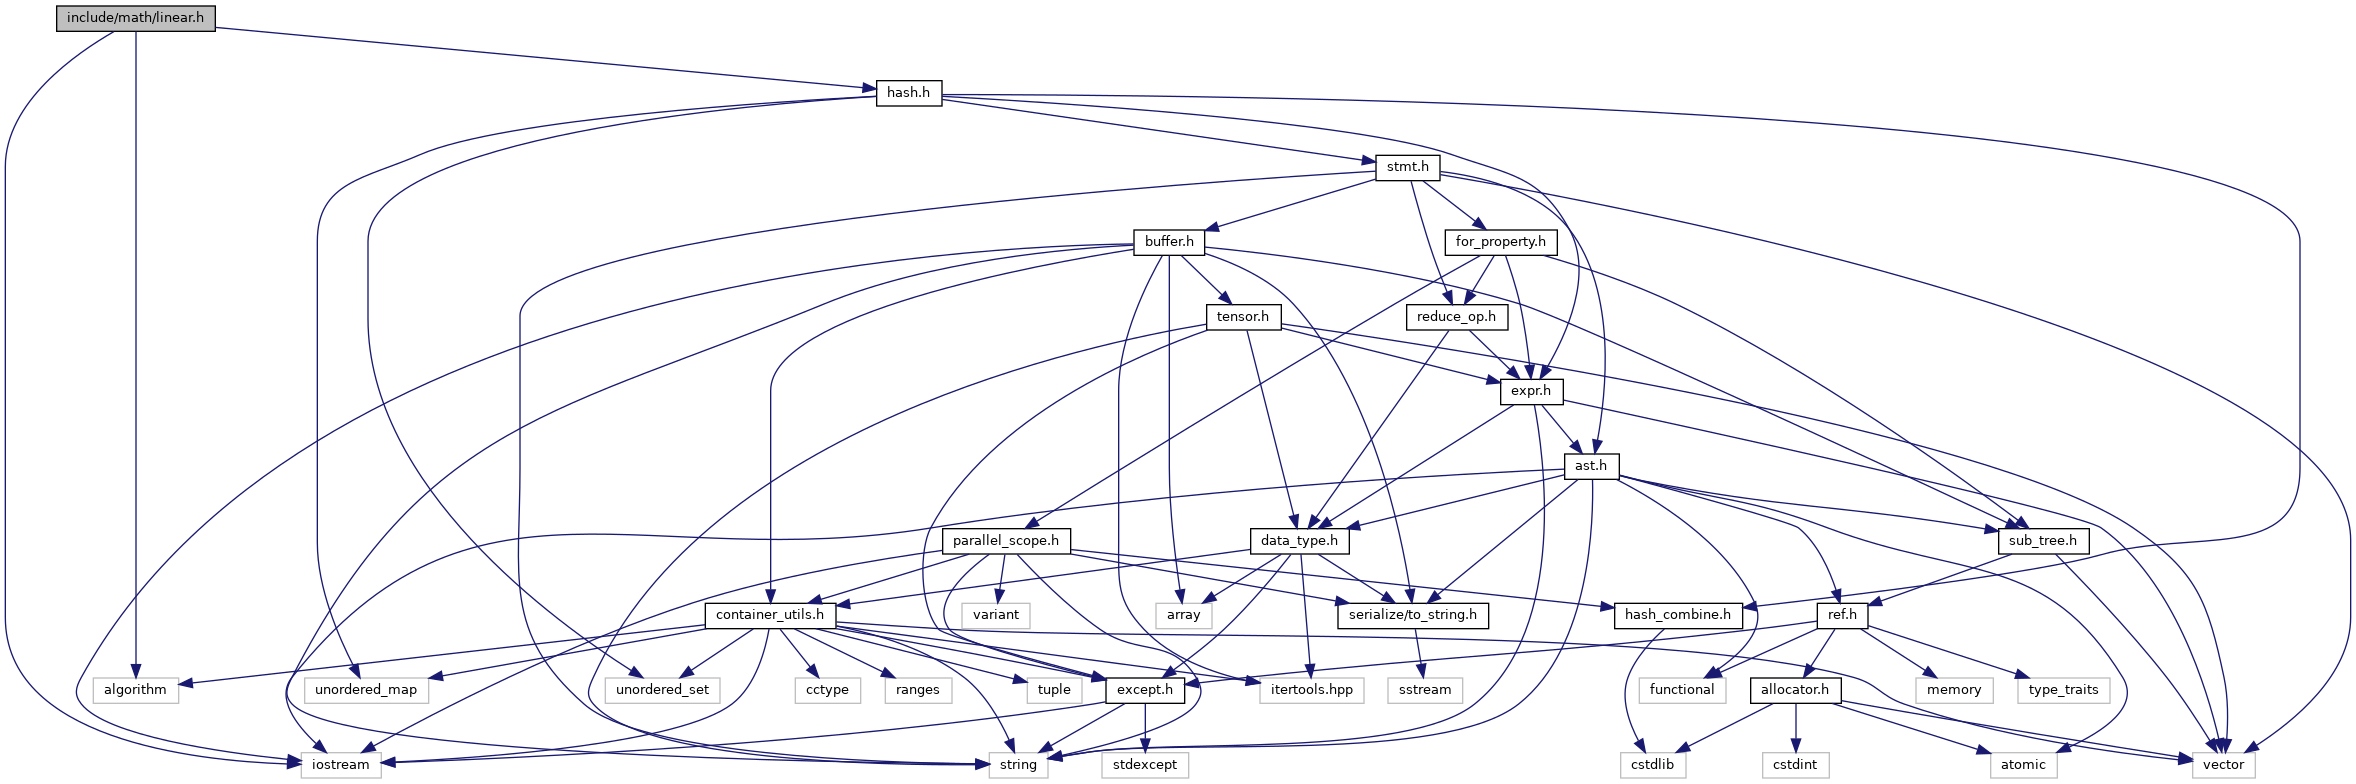 include/math/linear.h
hash.h
stmt.h
buffer.h
for_property.h
tensor.h
reduce_op.h
expr.h
ast.h
parallel_scope.h
data_type.h
sub_tree.h
container_utils.h
variant
array
serialize/to_string.h
hash_combine.h
ref.h
algorithm
unordered_map
unordered_set
cctype
ranges
tuple
except.h
itertools.hpp
sstream
functional
allocator.h
memory
type_traits
iostream
string
stdexcept
cstdlib
cstdint
atomic
vector